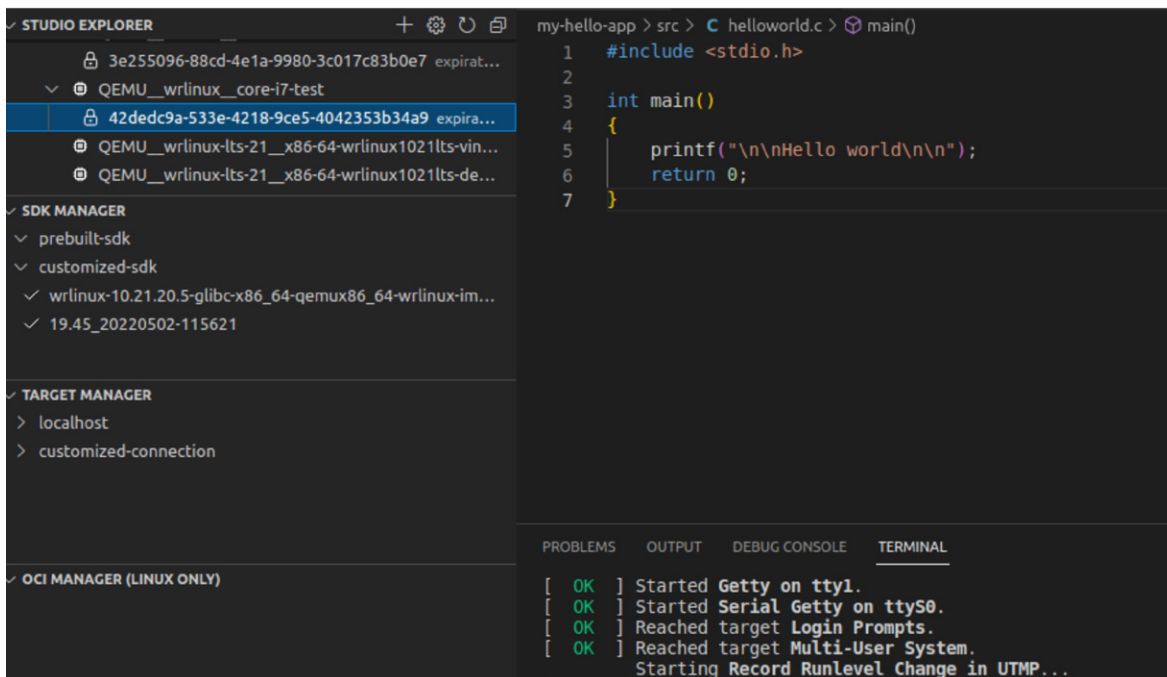 STUDIO EXPLORER
3e255096-88cd-4e1a-9980-3c017c83b0e7 expirat...
QEMU__wrlinux__core-i7-test
42dedc9a-533e-4218-9ce5-4042353b34a9 expira...
QEMU__wrlinux-lts-21__x86-64-wrlinux1021lts-vin...
QEMU__wrlinux-lts-21__x86-64-wrlinux1021lts-de...
SDK MANAGER
prebuilt-sdk
customized-sdk
wrlinux-10.21.20.5-glibc-x86_64-qemux86_64-wrlinux-im...
19.45_20220502-115621
TARGET MANAGER
localhost
customized-connection
OCI MANAGER (LINUX ONLY)
my-hello-app > src > C helloworld.c > main()
1 #include <stdio.h>
2
3 int main()
4 {
5 printf("\n\nHello world\n\n");
6 return 0;
7 }
PROBLEMS OUTPUT DEBUG CONSOLE TERMINAL
[ OK ] Started Getty on tty1.
[ OK ] Started Serial Getty on ttyS0.
[ OK ] Reached target Login Prompts.
[ OK ] Reached target Multi-User System.
Starting Record Runlevel Change in UTMP...